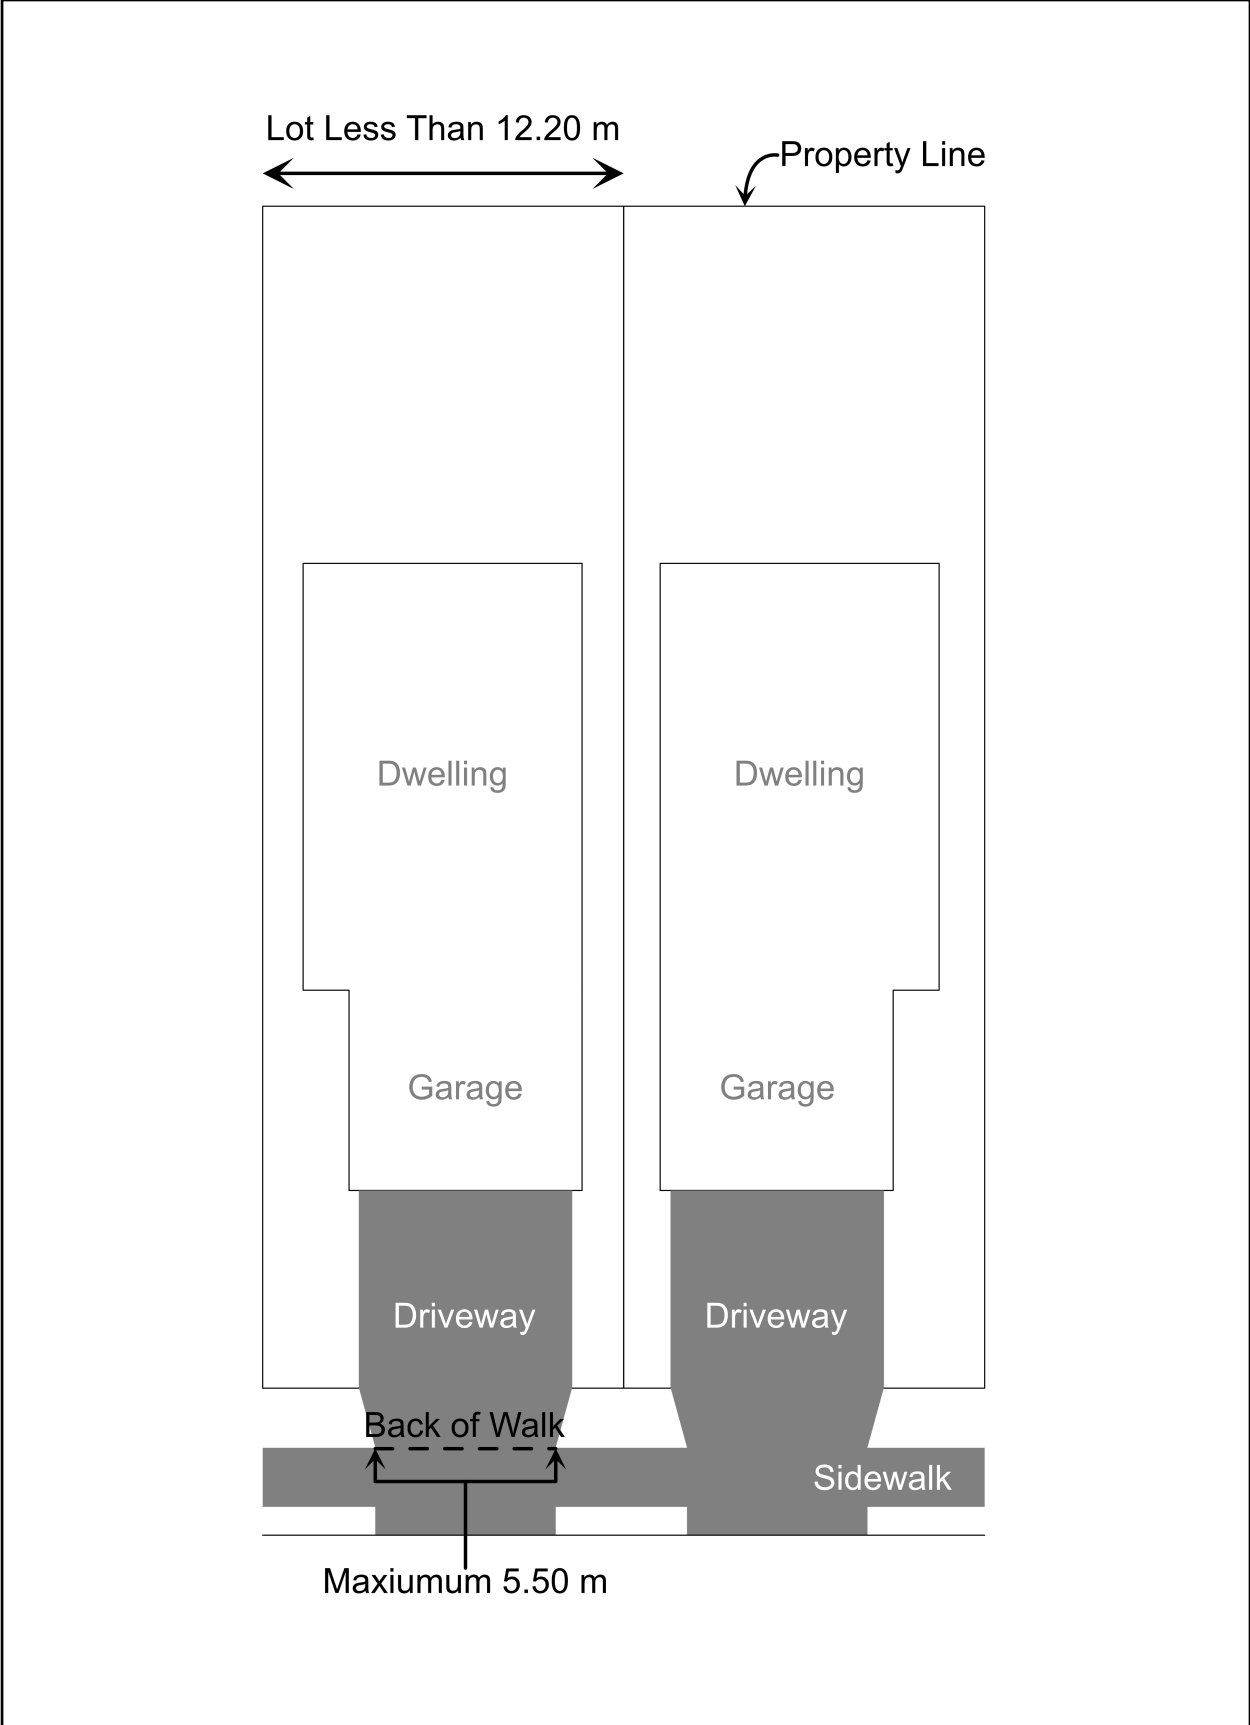 Lot Less Than 12.20 m
Property Line
Dwelling
Dwelling
Garage
Garage
Driveway
Driveway
Back of Walk
Sidewalk
Maxiumum 5.50 m